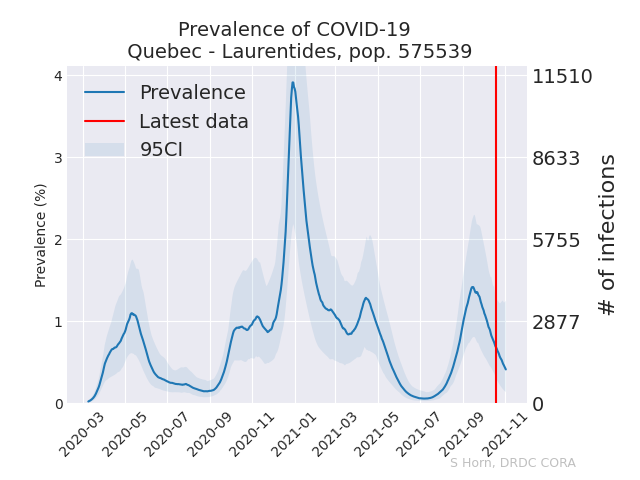 Prevalence of COVID-19
Quebec - Laurentides, pop. 575539
Prevalence
Latest data
95CI
Prevalence (%)
4
3
2
1
0
11510
8633
5755
2877
0
# of infections
2020-03
2020-05
2020-07
2020-09
2020-11
2021-01
2021-03
2021-05
2021-07
2021-09
2021-11
S Horn, DRDC CORA